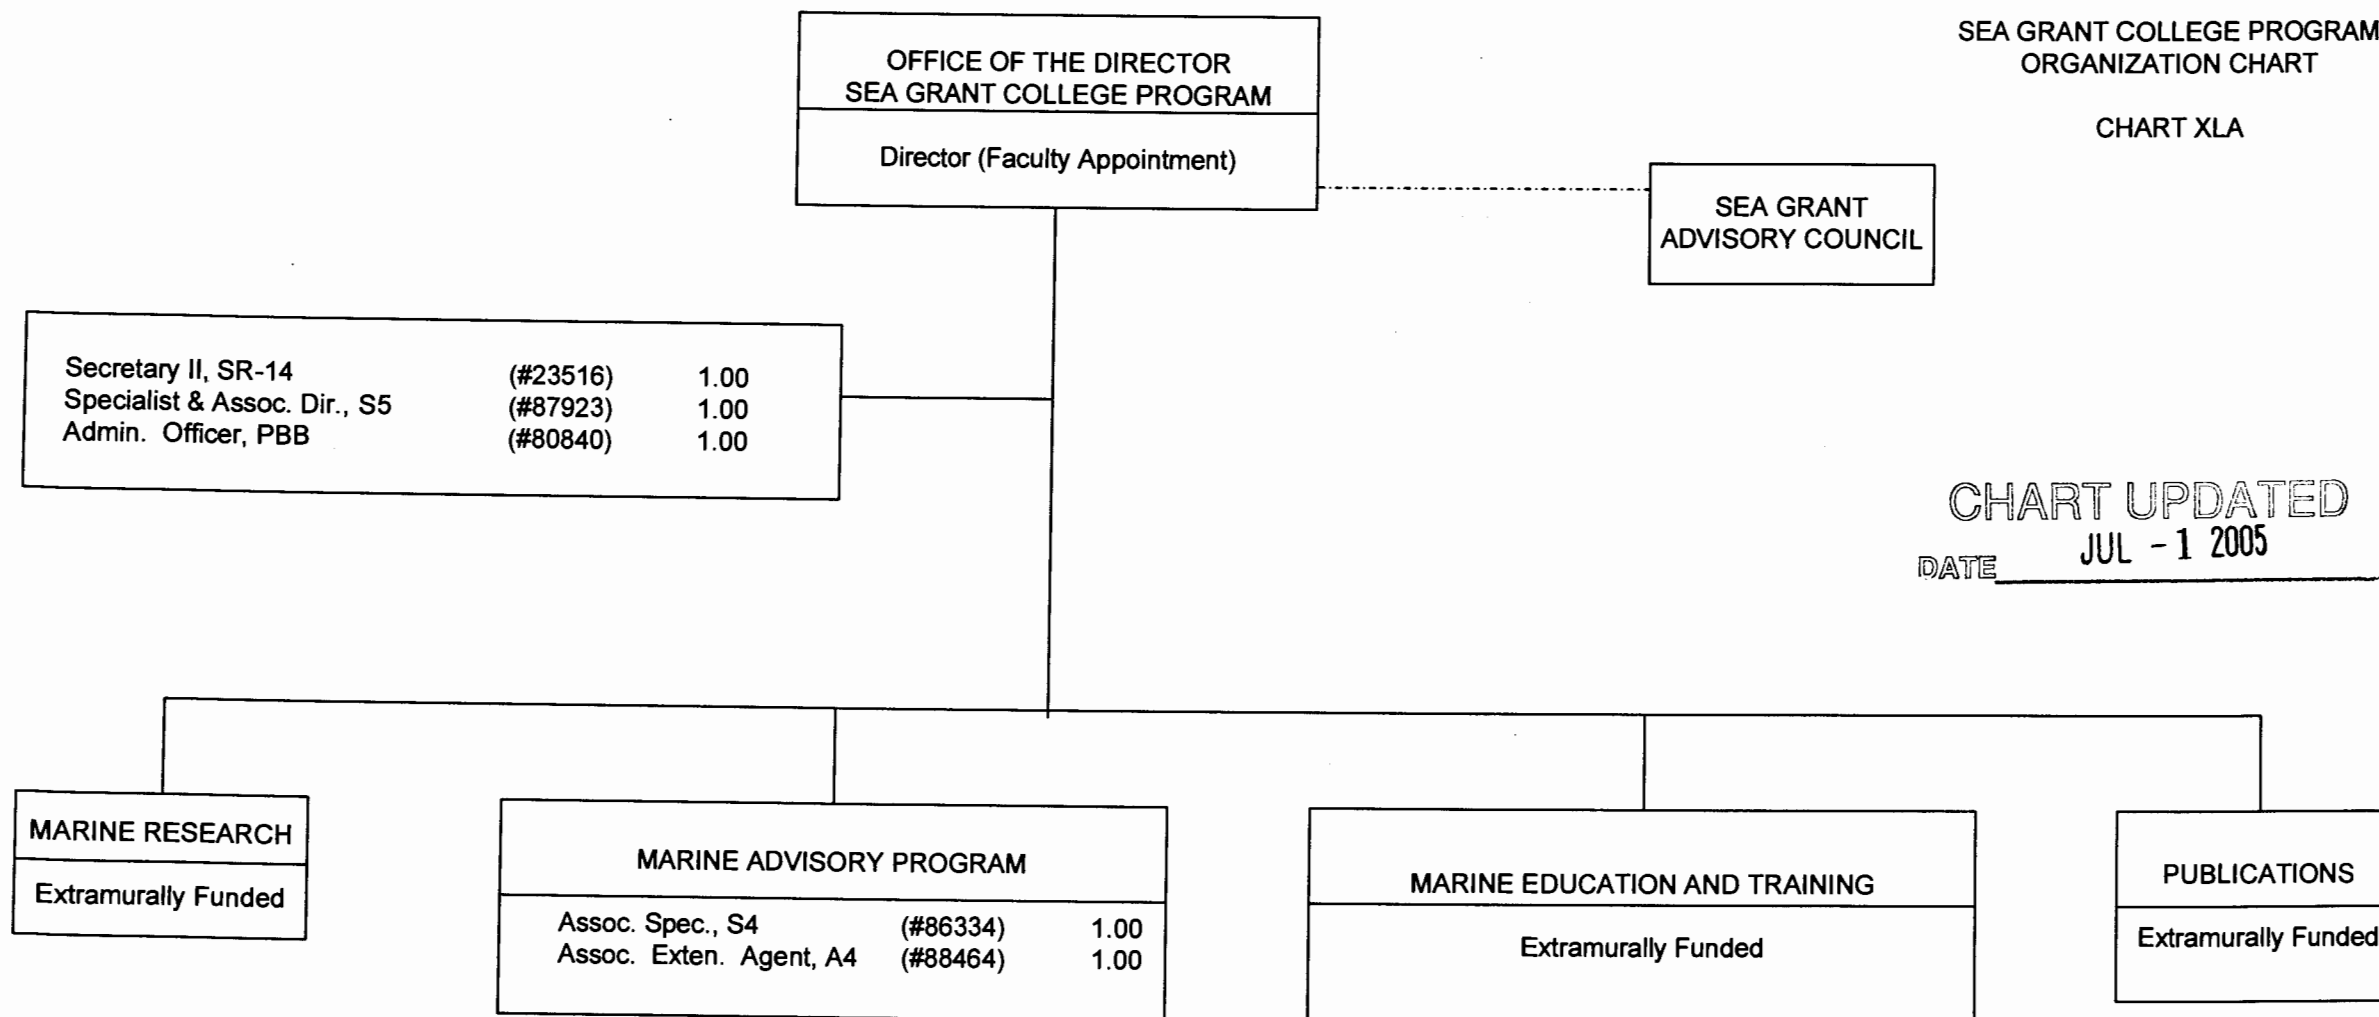 SEA GRANT COLLEGE PROGRAM
ORGANIZATION CHART
CHART XLA
OFFICE OF THE DIRECTOR
SEA GRANT COLLEGE PROGRAM
Director (Faculty Appointment)
SEA GRANT
ADVISORY COUNCIL
Secretary II, SR-14 (#23516) 1.00
Specialist & Assoc. Dir., S5 (#87923) 1.00
Admin. Officer, PBB (#80840) 1.00
CHART UPDATED
DATE JUL - 1 2005
MARINE RESEARCH
Extramurally Funded
MARINE ADVISORY PROGRAM
Assoc. Spec., S4 (#86334) 1.00
Assoc. Exten. Agent, A4 (#88464) 1.00
MARINE EDUCATION AND TRAINING
Extramurally Funded
PUBLICATIONS
Extramurally Funded